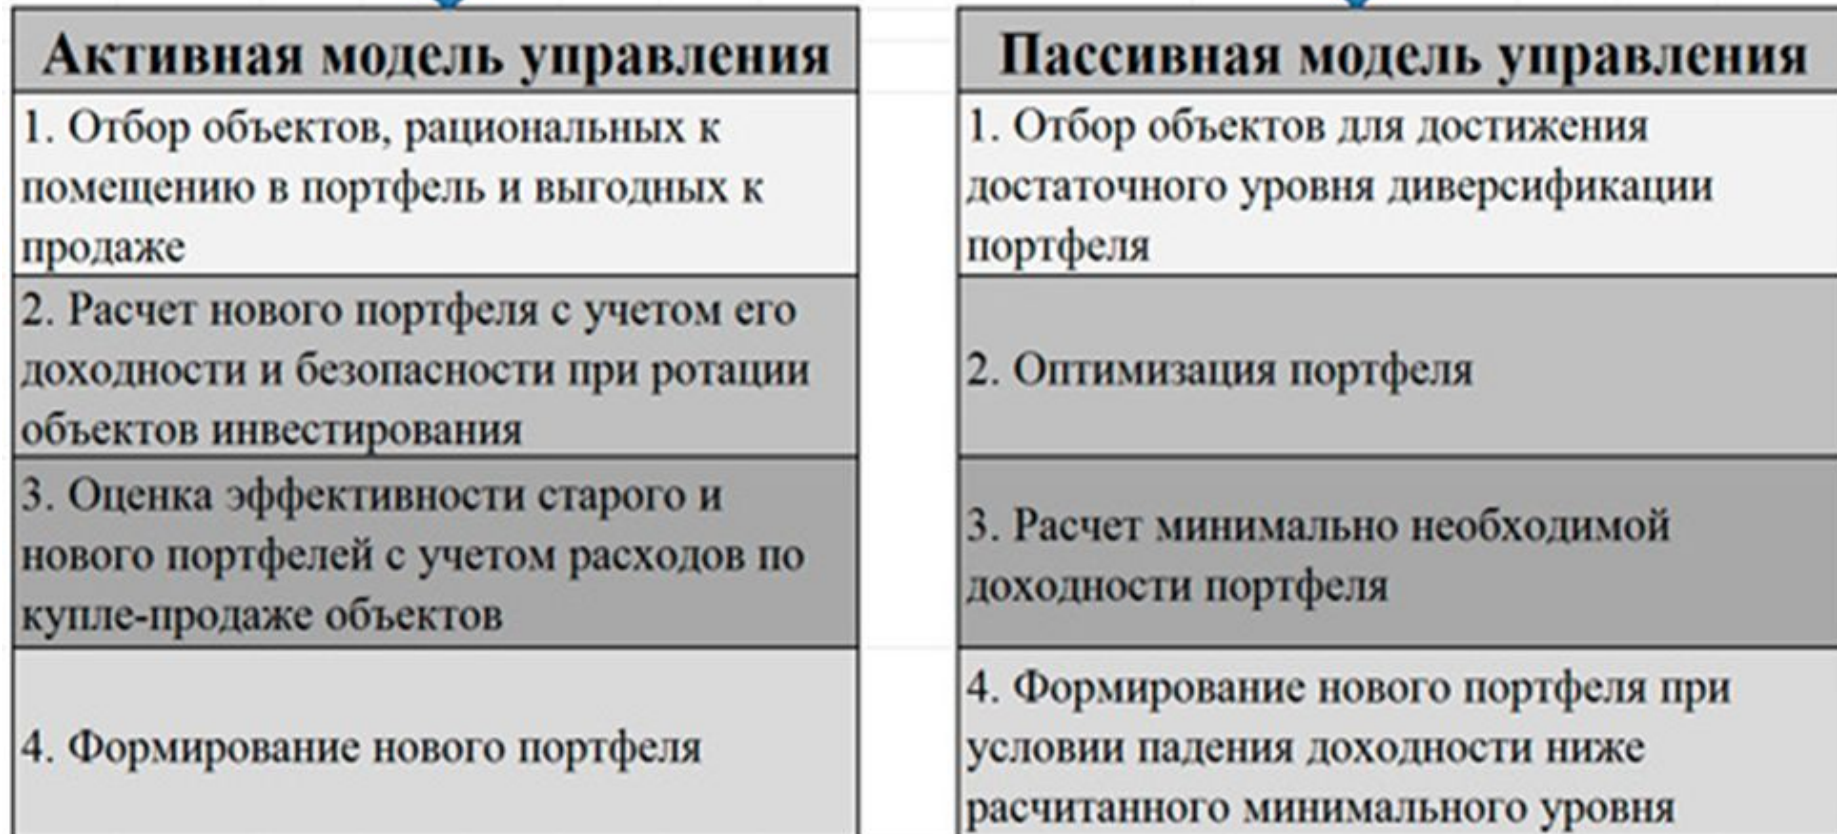 Активная модель управления
1. Отбор объектов, рациональных к
помещению в портфель и выгодных к
продаже
2. Расчет нового портфеля с учетом его
доходности и безопасности при ротации
объектов инвестирования
3. Оценка эффективности старого и
нового портфелей с учетом расходов по
купле-продаже объектов
4. Формирование нового портфеля
Пассивная модель управления
1. Отбор объектов для достижения
достаточного уровня диверсификации
портфеля
2. Оптимизация портфеля
3. Расчет минимально необходимой
доходности портфеля
4. Формирование нового портфеля при
условии падения доходности ниже
расчитанного минимального уровня